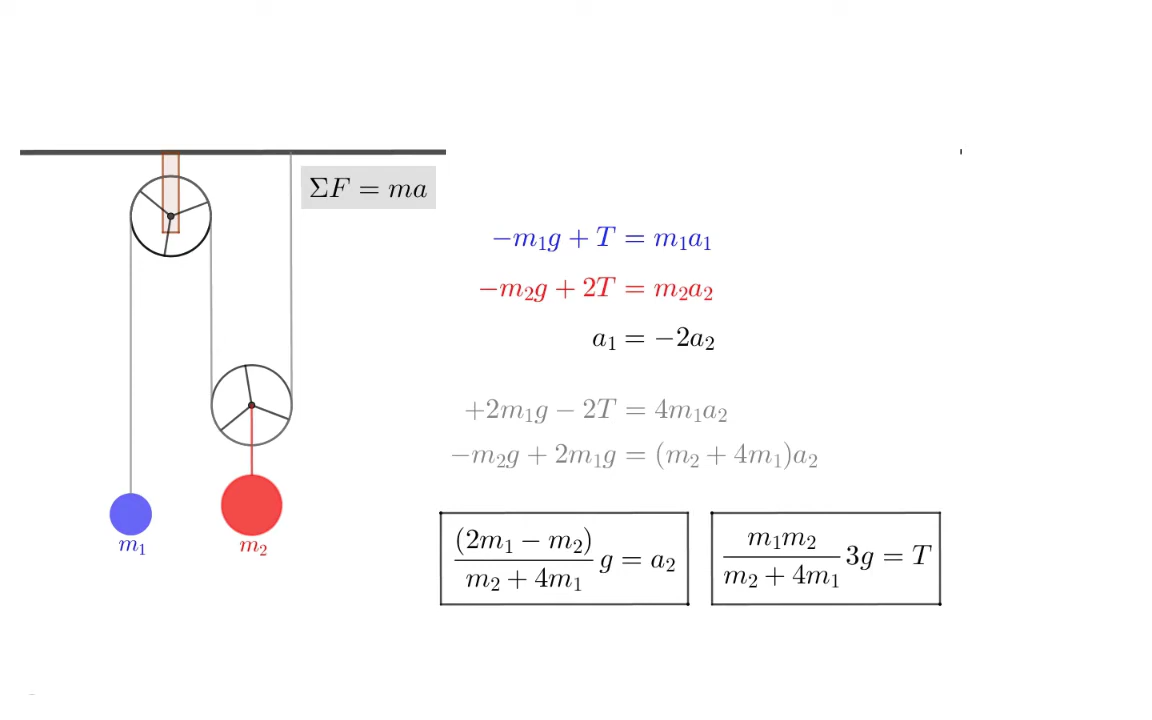 ΣF = ma
−m₁g + T = m₁a₁
−m₂g + 2T = m₂a₂
a₁ = −2a₂
+2m₁g − 2T = 4m₁a₂
−m₂g + 2m₁g = (m₂ + 4m₁)a₂
(2m₁ − m₂)/(m₂ + 4m₁) g = a₂
m₁m₂/(m₂ + 4m₁) 3g = T
m₁
m₂